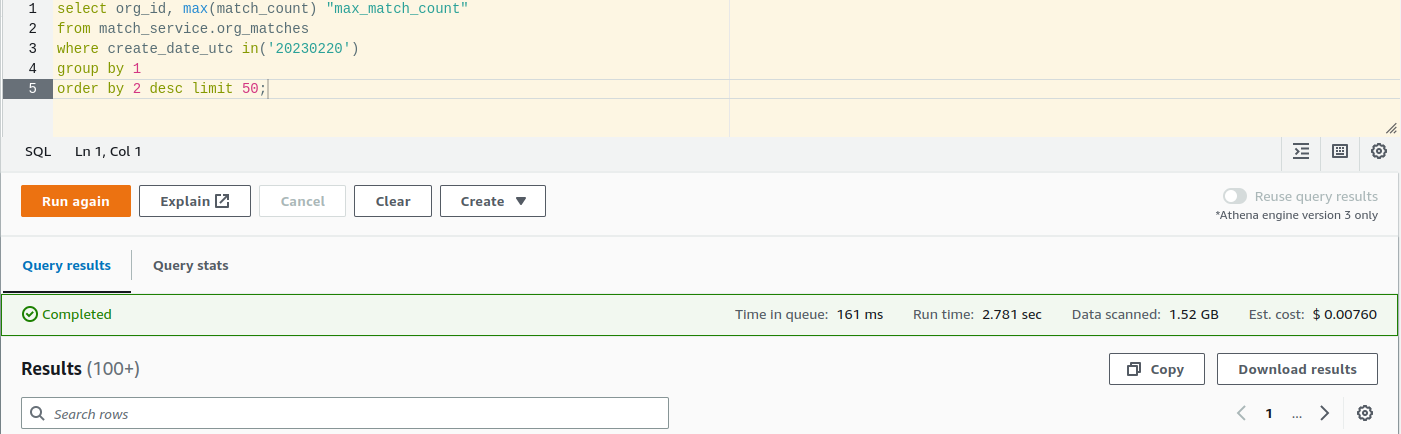 1 select org_id, max(match_count) "max_match_count"
2 from match_service.org_matches
3 where create_date_utc in('20230220')
4 group by 1
5 order by 2 desc limit 50;
SQL Ln 1, Col 1
Run again Explain Cancel Clear Create Reuse query results
*Athena engine version 3 only
Query results Query stats
Completed Time in queue: 161 ms Run time: 2.781 sec Data scanned: 1.52 GB Est. cost: $ 0.00760
Results (100+) Copy Download results
Search rows 1 ...